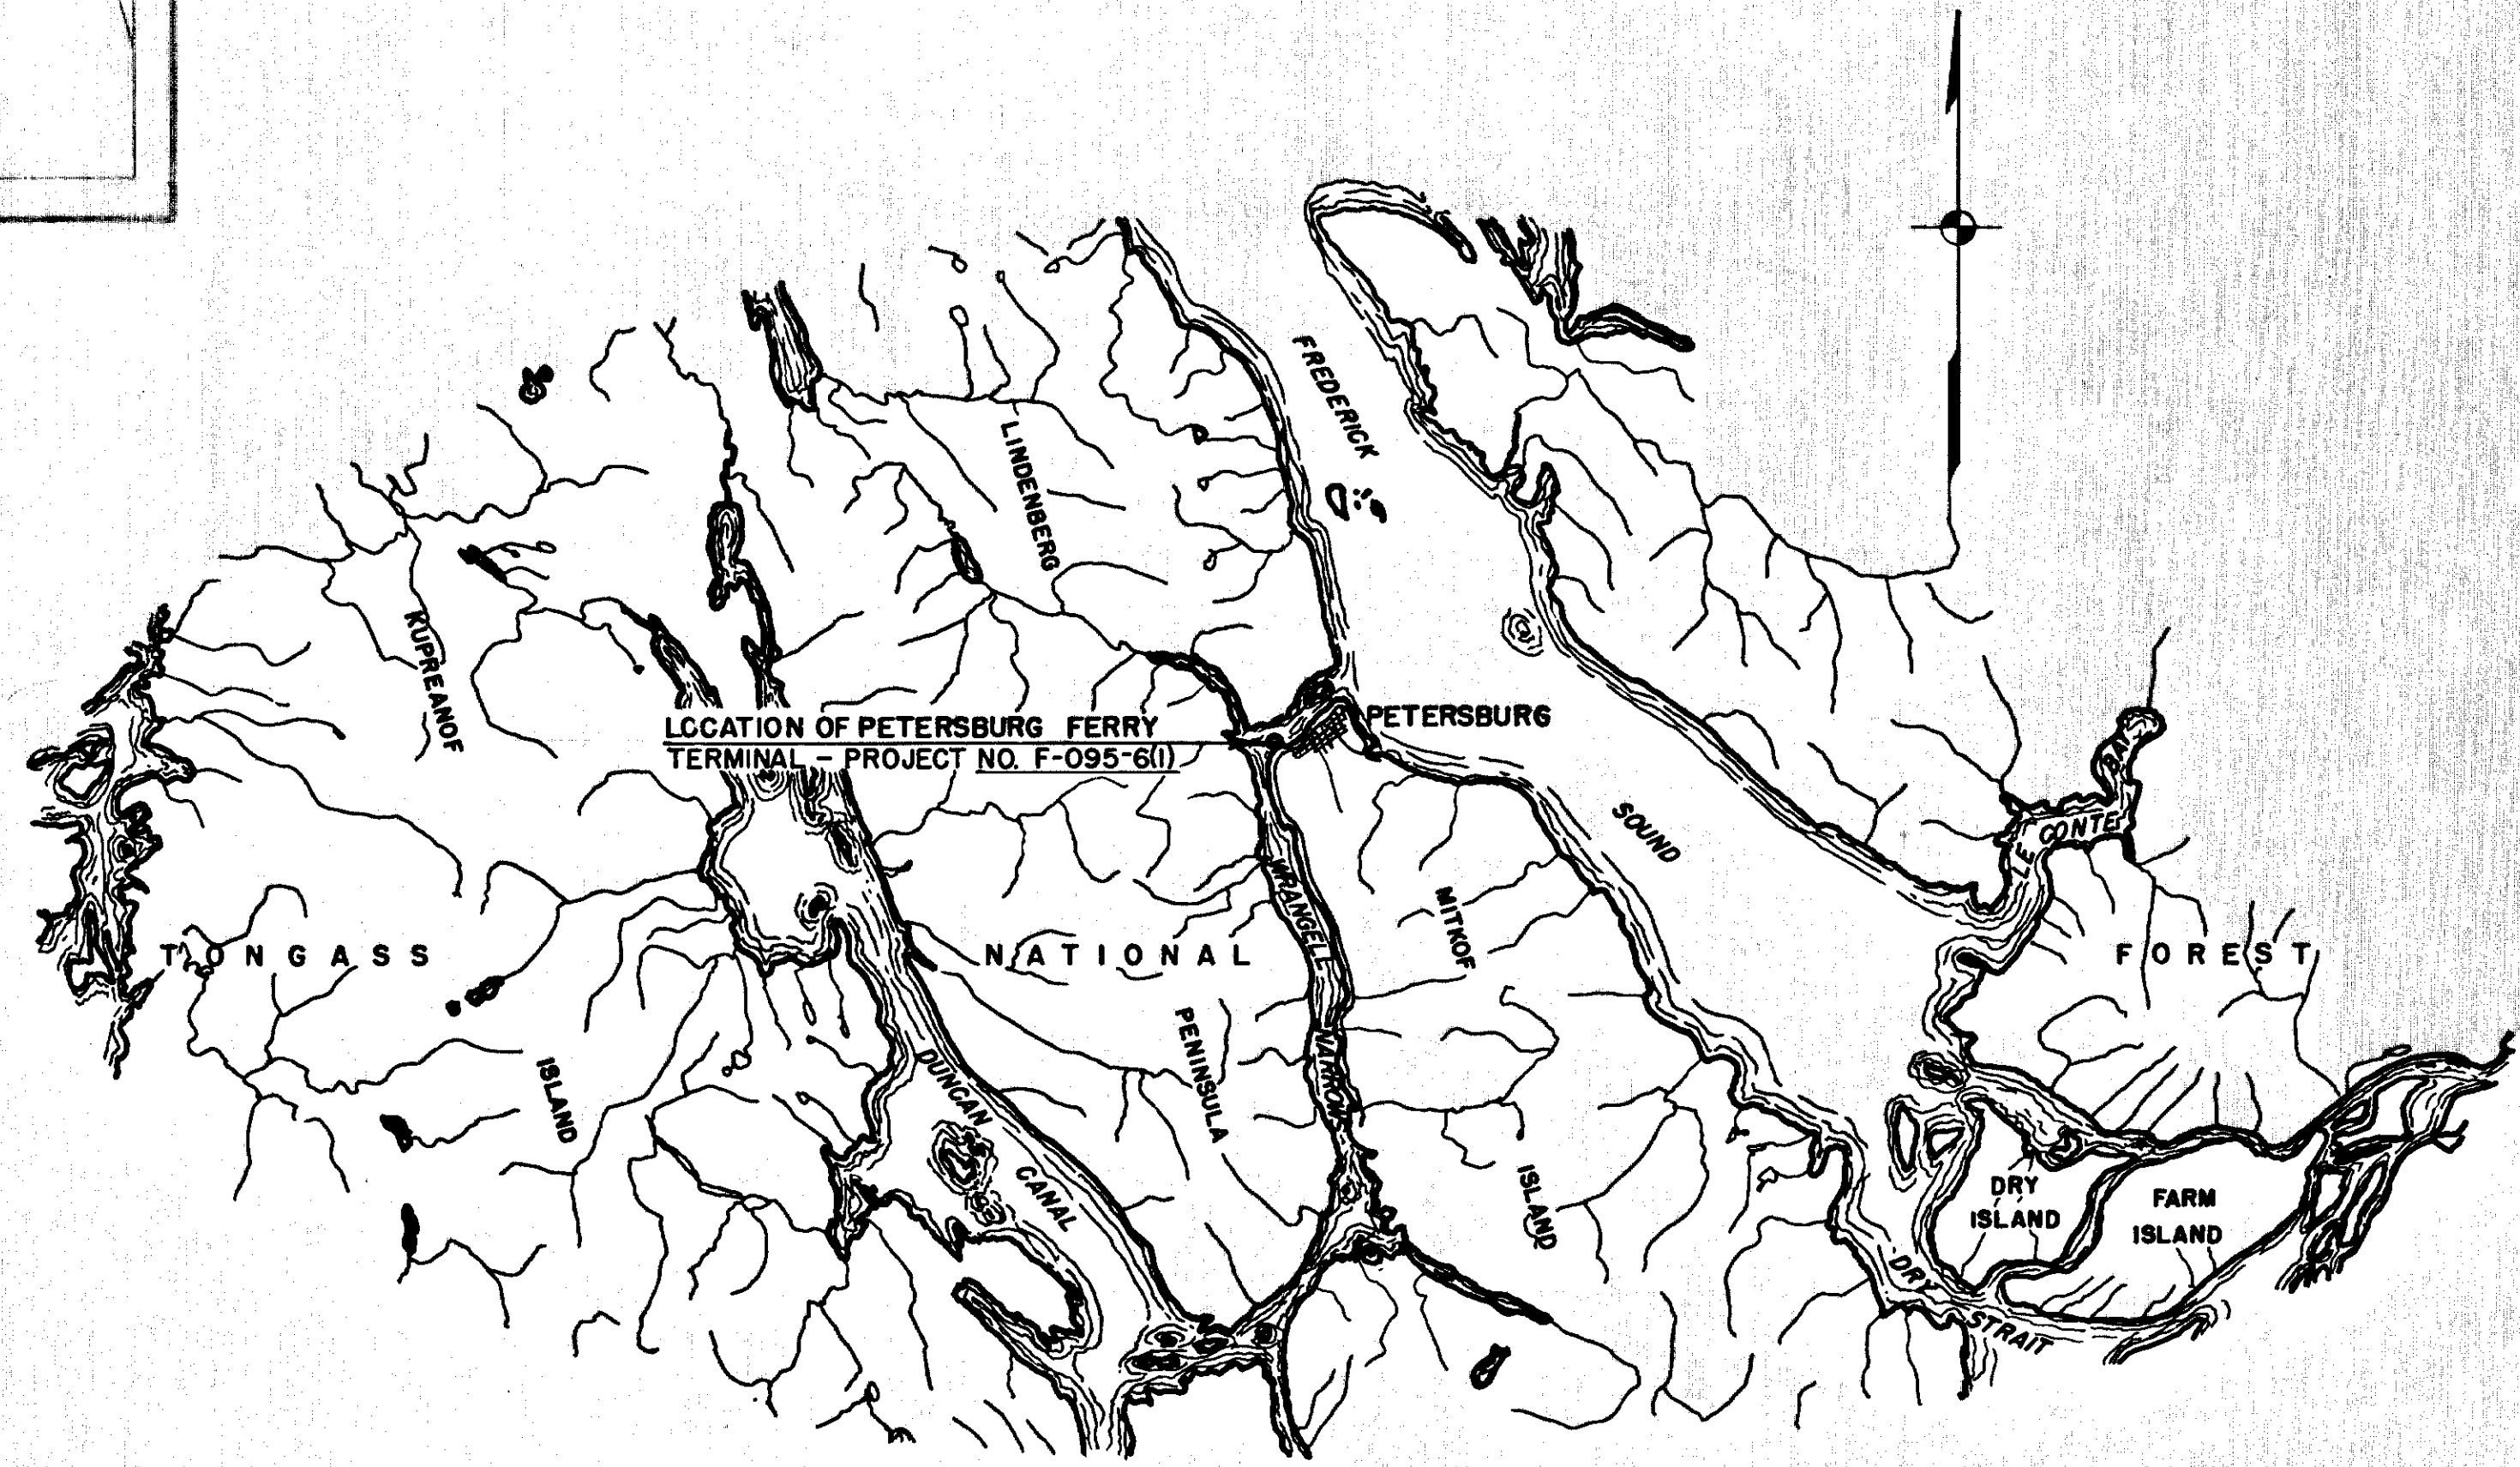 FREDERICK
LINDENBERG
KUPREANOF
LOCATION OF PETERSBURG FERRY
TERMINAL – PROJECT NO. F-095-6(1)
PETERSBURG
SOUND
LE CONTE BAY
WRANGELL
MITKOF
TONGASS
NATIONAL
FOREST
PENINSULA
NARROWS
ISLAND
DUNCAN
CANAL
ISLAND
DRY
ISLAND
FARM
ISLAND
DRY
STRAIT